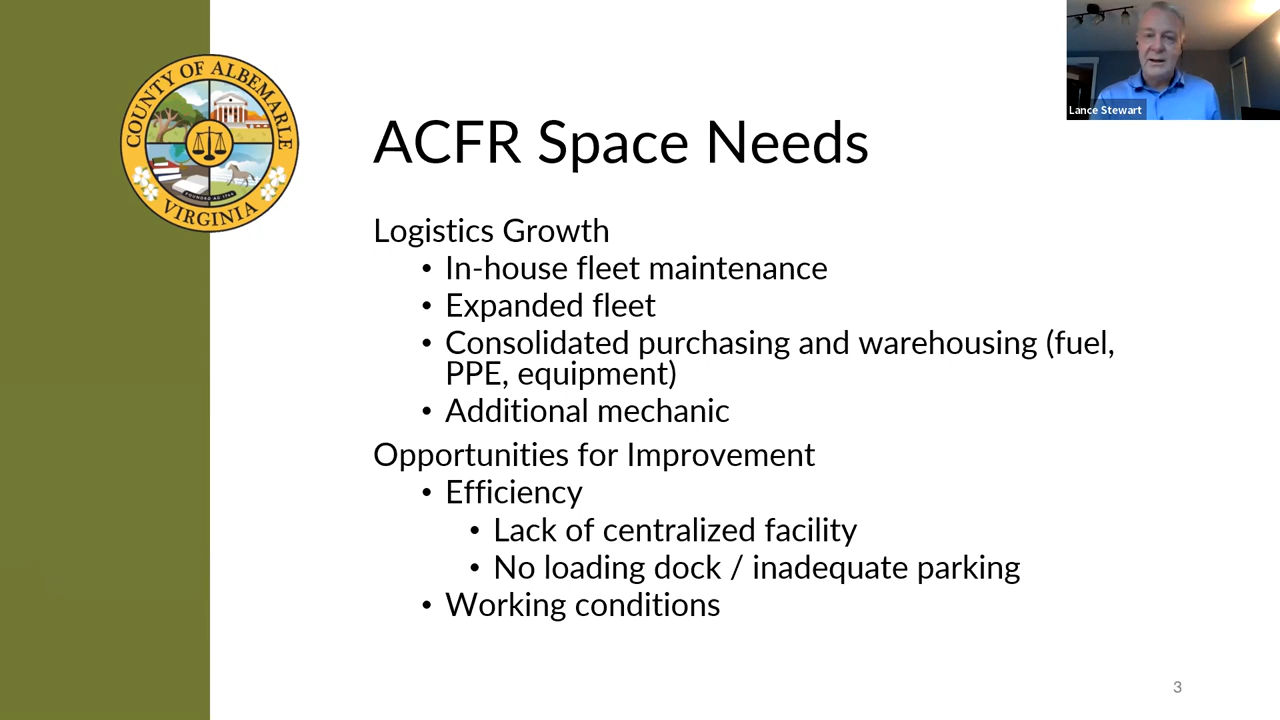 COUNTY OF ALBEMARLE
VIRGINIA
Lance Stewart
ACFR Space Needs
Logistics Growth
• In-house fleet maintenance
• Expanded fleet
• Consolidated purchasing and warehousing (fuel,
PPE, equipment)
• Additional mechanic
Opportunities for Improvement
• Efficiency
• Lack of centralized facility
• No loading dock / inadequate parking
• Working conditions
3